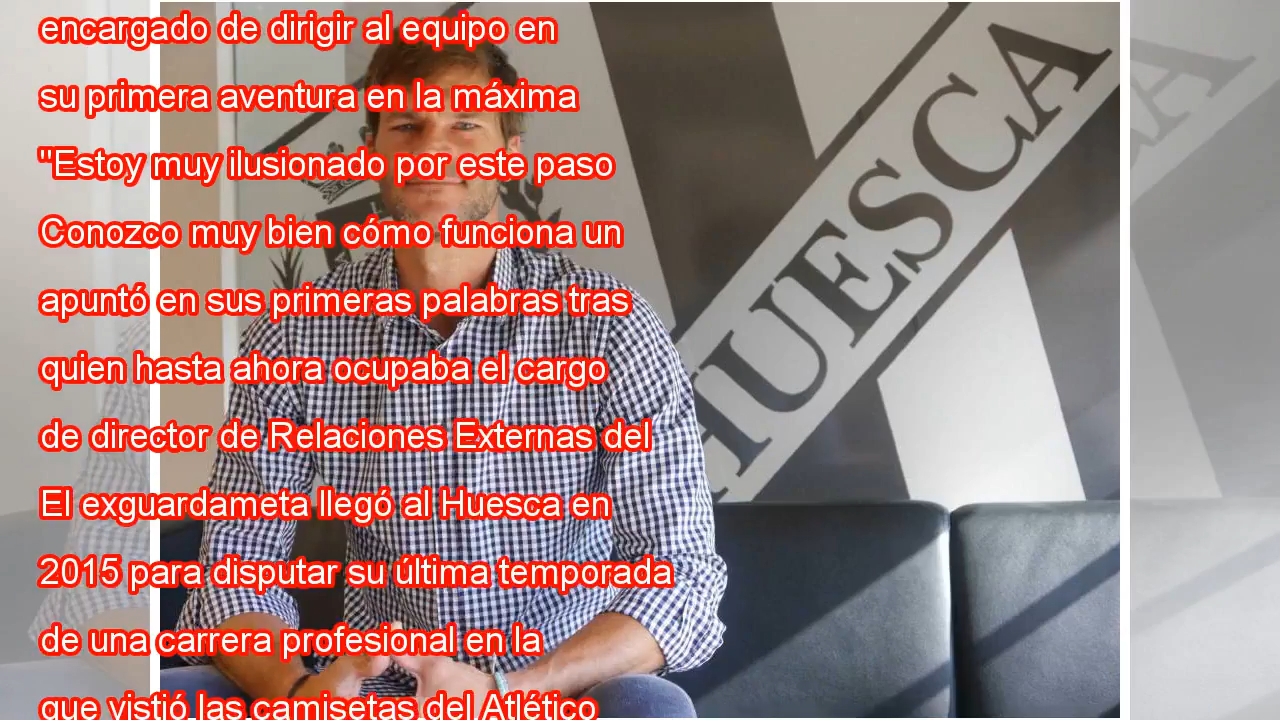 encargado de dirigir al equipo en
su primera aventura en la máxima
"Estoy muy ilusionado por este paso
Conozco muy bien cómo funciona un
apuntó en sus primeras palabras tras
quien hasta ahora ocupaba el cargo
de director de Relaciones Externas del
El exguardameta llegó al Huesca en
2015 para disputar su última temporada
de una carrera profesional en la
que vistió las camisetas del Atlético
HUESCA